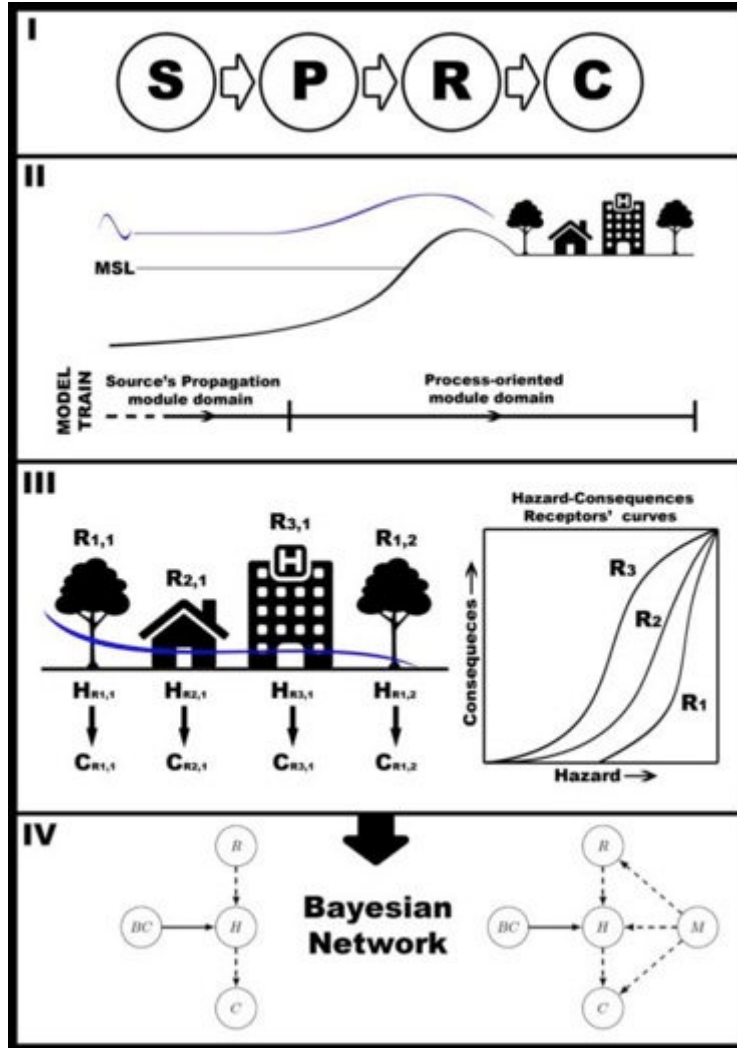 I
S P R C
II
H
MSL
MODEL
TRAIN
Source's Propagation
module domain
Process-oriented
module domain
III
R1,1
R2,1
R3,1
H
R1,2
HR1,1
HR2,1
HR3,1
HR1,2
CR1,1
CR2,1
CR3,1
CR1,2
Hazard-Consequences
Receptors' curves
Consequeces
R3
R2
R1
Hazard
IV
R
BC
H
C
Bayesian
Network
R
BC
H
M
C